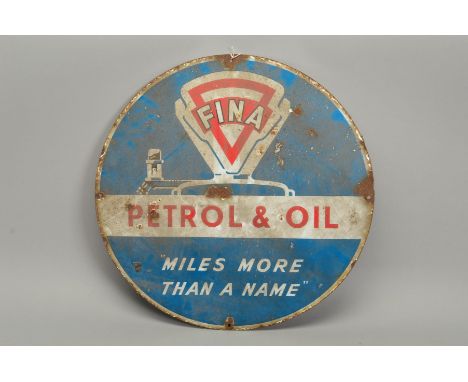 FINA
PETROL & OIL
"MILES MORE
THAN A NAME"